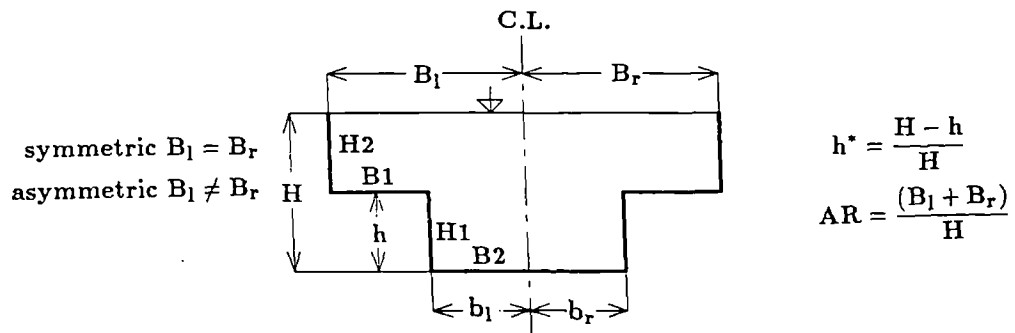 C.L.
B_l B_r
symmetric B_l = B_r
asymmetric B_l ≠ B_r
H
H2
B1
h
H1
B2
b_l b_r
h* = (H − h) / H
AR = (B_l + B_r) / H